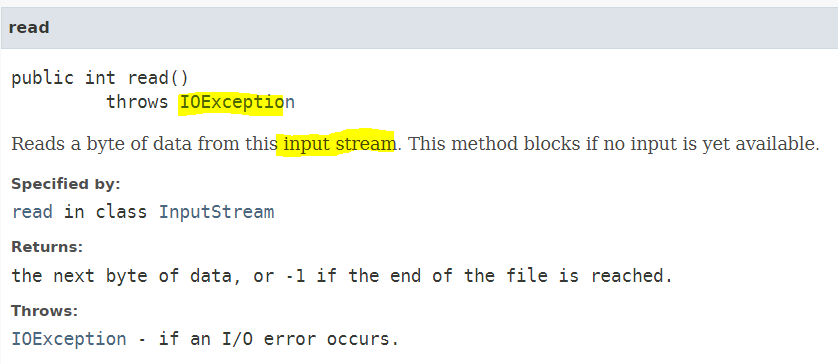 read
public int read()
throws IOException
Reads a byte of data from this input stream. This method blocks if no input is yet available.
Specified by:
read in class InputStream
Returns:
the next byte of data, or -1 if the end of the file is reached.
Throws:
IOException - if an I/O error occurs.